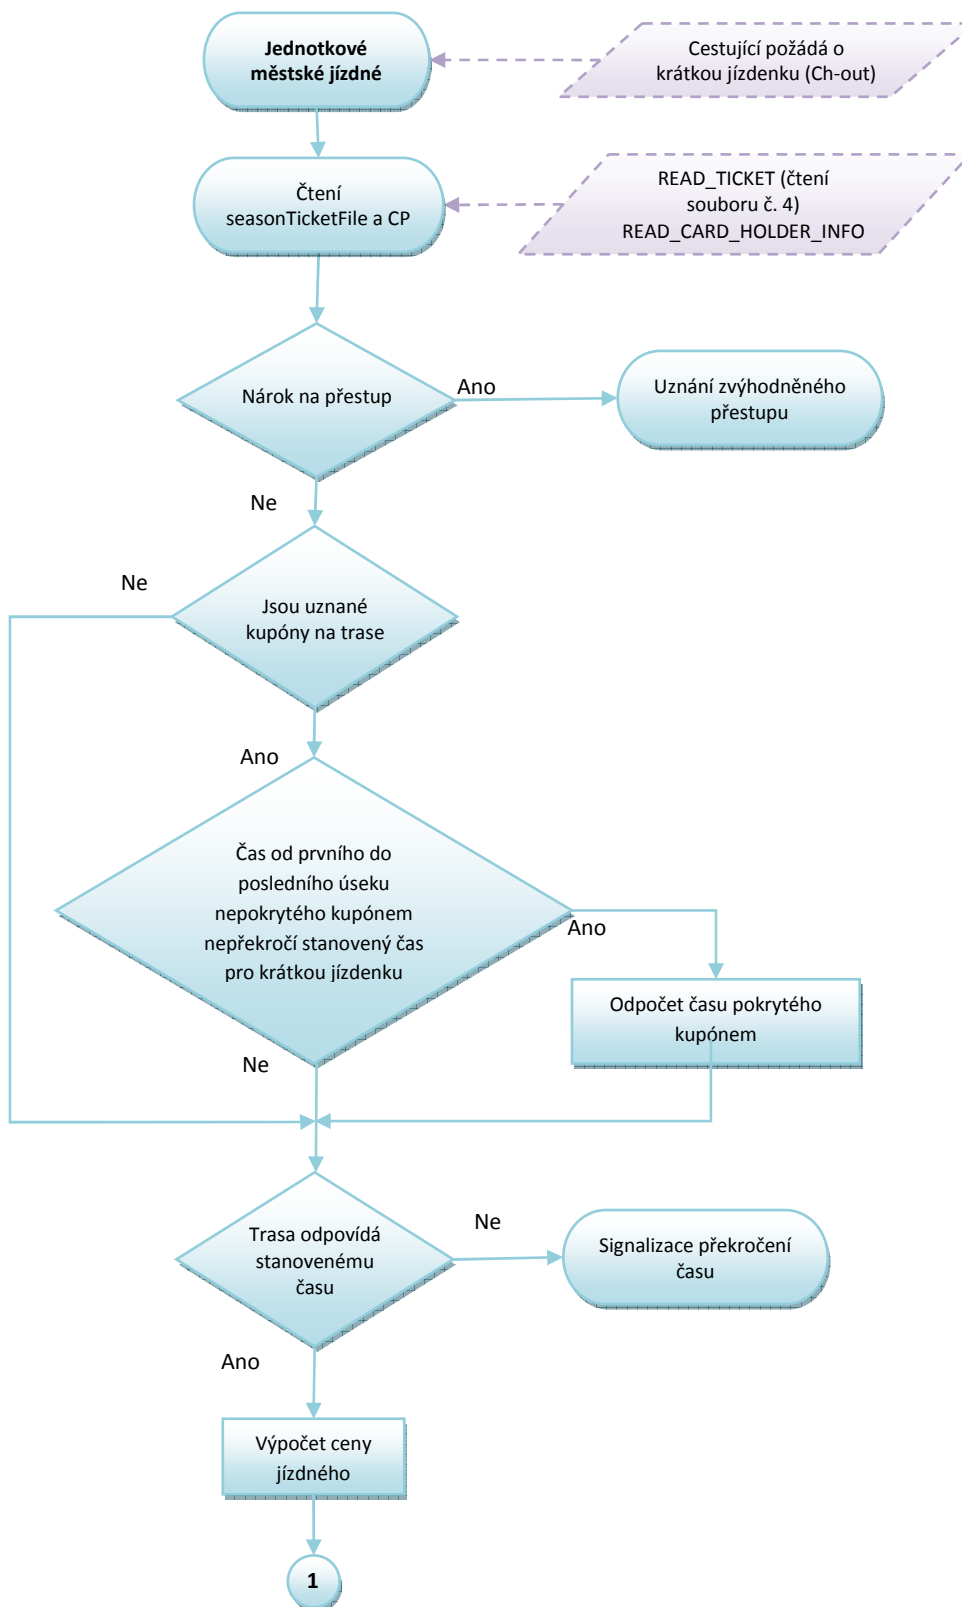 Jednotkové
městské jízdné
Cestující požádá o
krátkou jízdenku (Ch-out)
Čtení
seasonTicketFile a CP
READ_TICKET (čtení
souboru č. 4)
READ_CARD_HOLDER_INFO
Nárok na přestup
Ano
Uznání zvýhodněného
přestupu
Ne
Ne
Jsou uznané
kupóny na trase
Ano
Čas od prvního do
posledního úseku
nepokrytého kupónem
nepřekročí stanovený čas
pro krátkou jízdenku
Ano
Odpočet času pokrytého
kupónem
Ne
Trasa odpovídá
stanovenému
času
Ne
Signalizace překročení
času
Ano
Výpočet ceny
jízdného
1